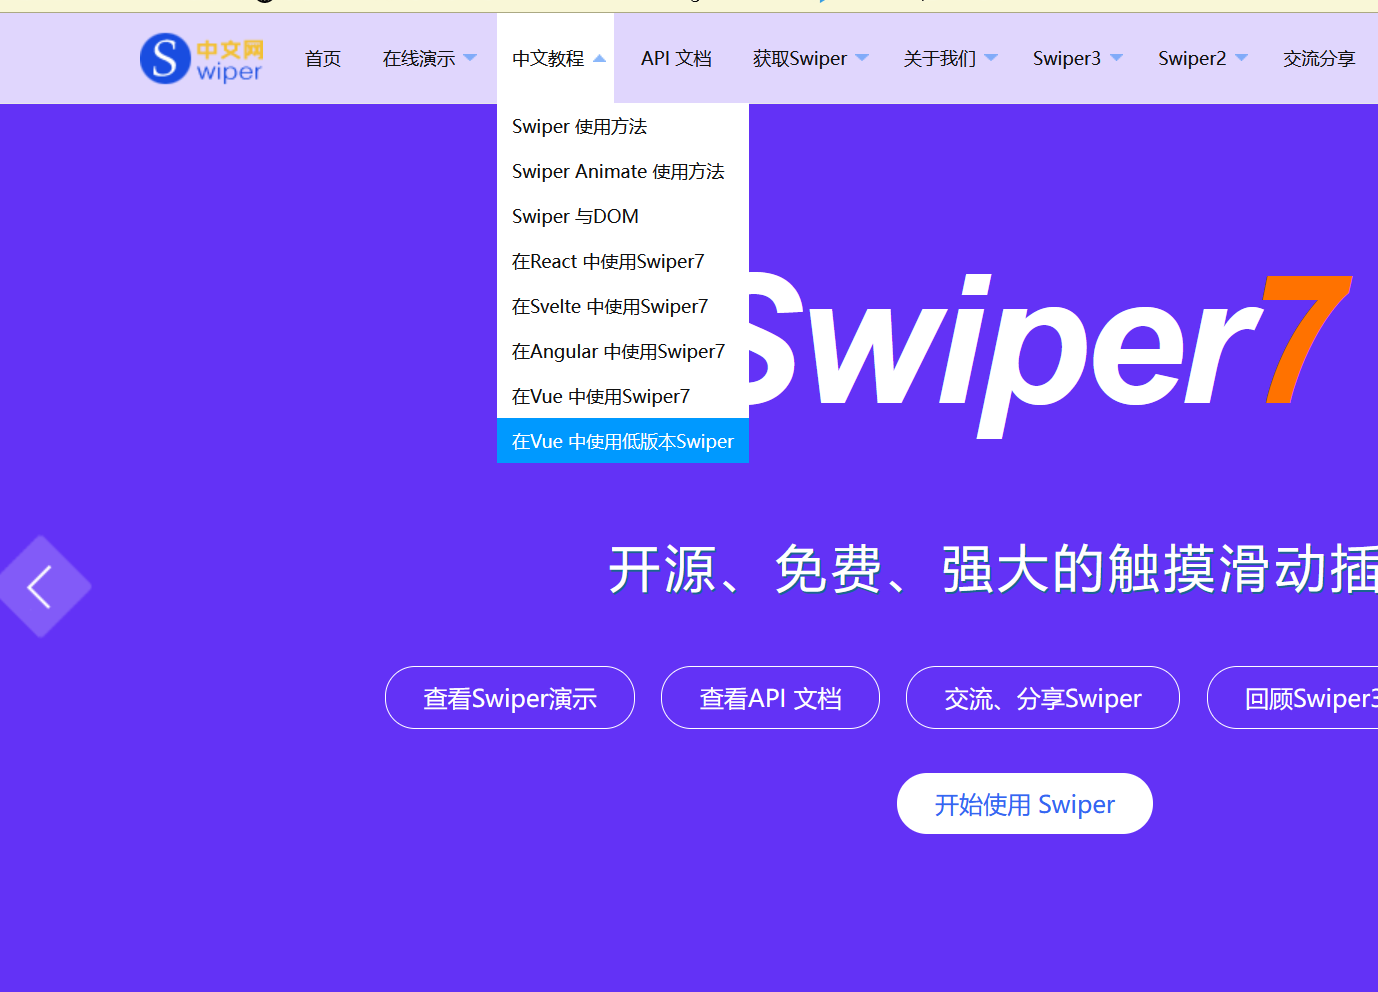 中文网
wiper
首页
在线演示
中文教程
API 文档
获取Swiper
关于我们
Swiper3
Swiper2
交流分享
Swiper 使用方法
Swiper Animate 使用方法
Swiper 与DOM
在React 中使用Swiper7
在Svelte 中使用Swiper7
在Angular 中使用Swiper7
在Vue 中使用Swiper7
在Vue 中使用低版本Swiper
Swiper7
开源、免费、强大的触摸滑动插
查看Swiper演示
查看API 文档
交流、分享Swiper
回顾Swiper3
开始使用 Swiper